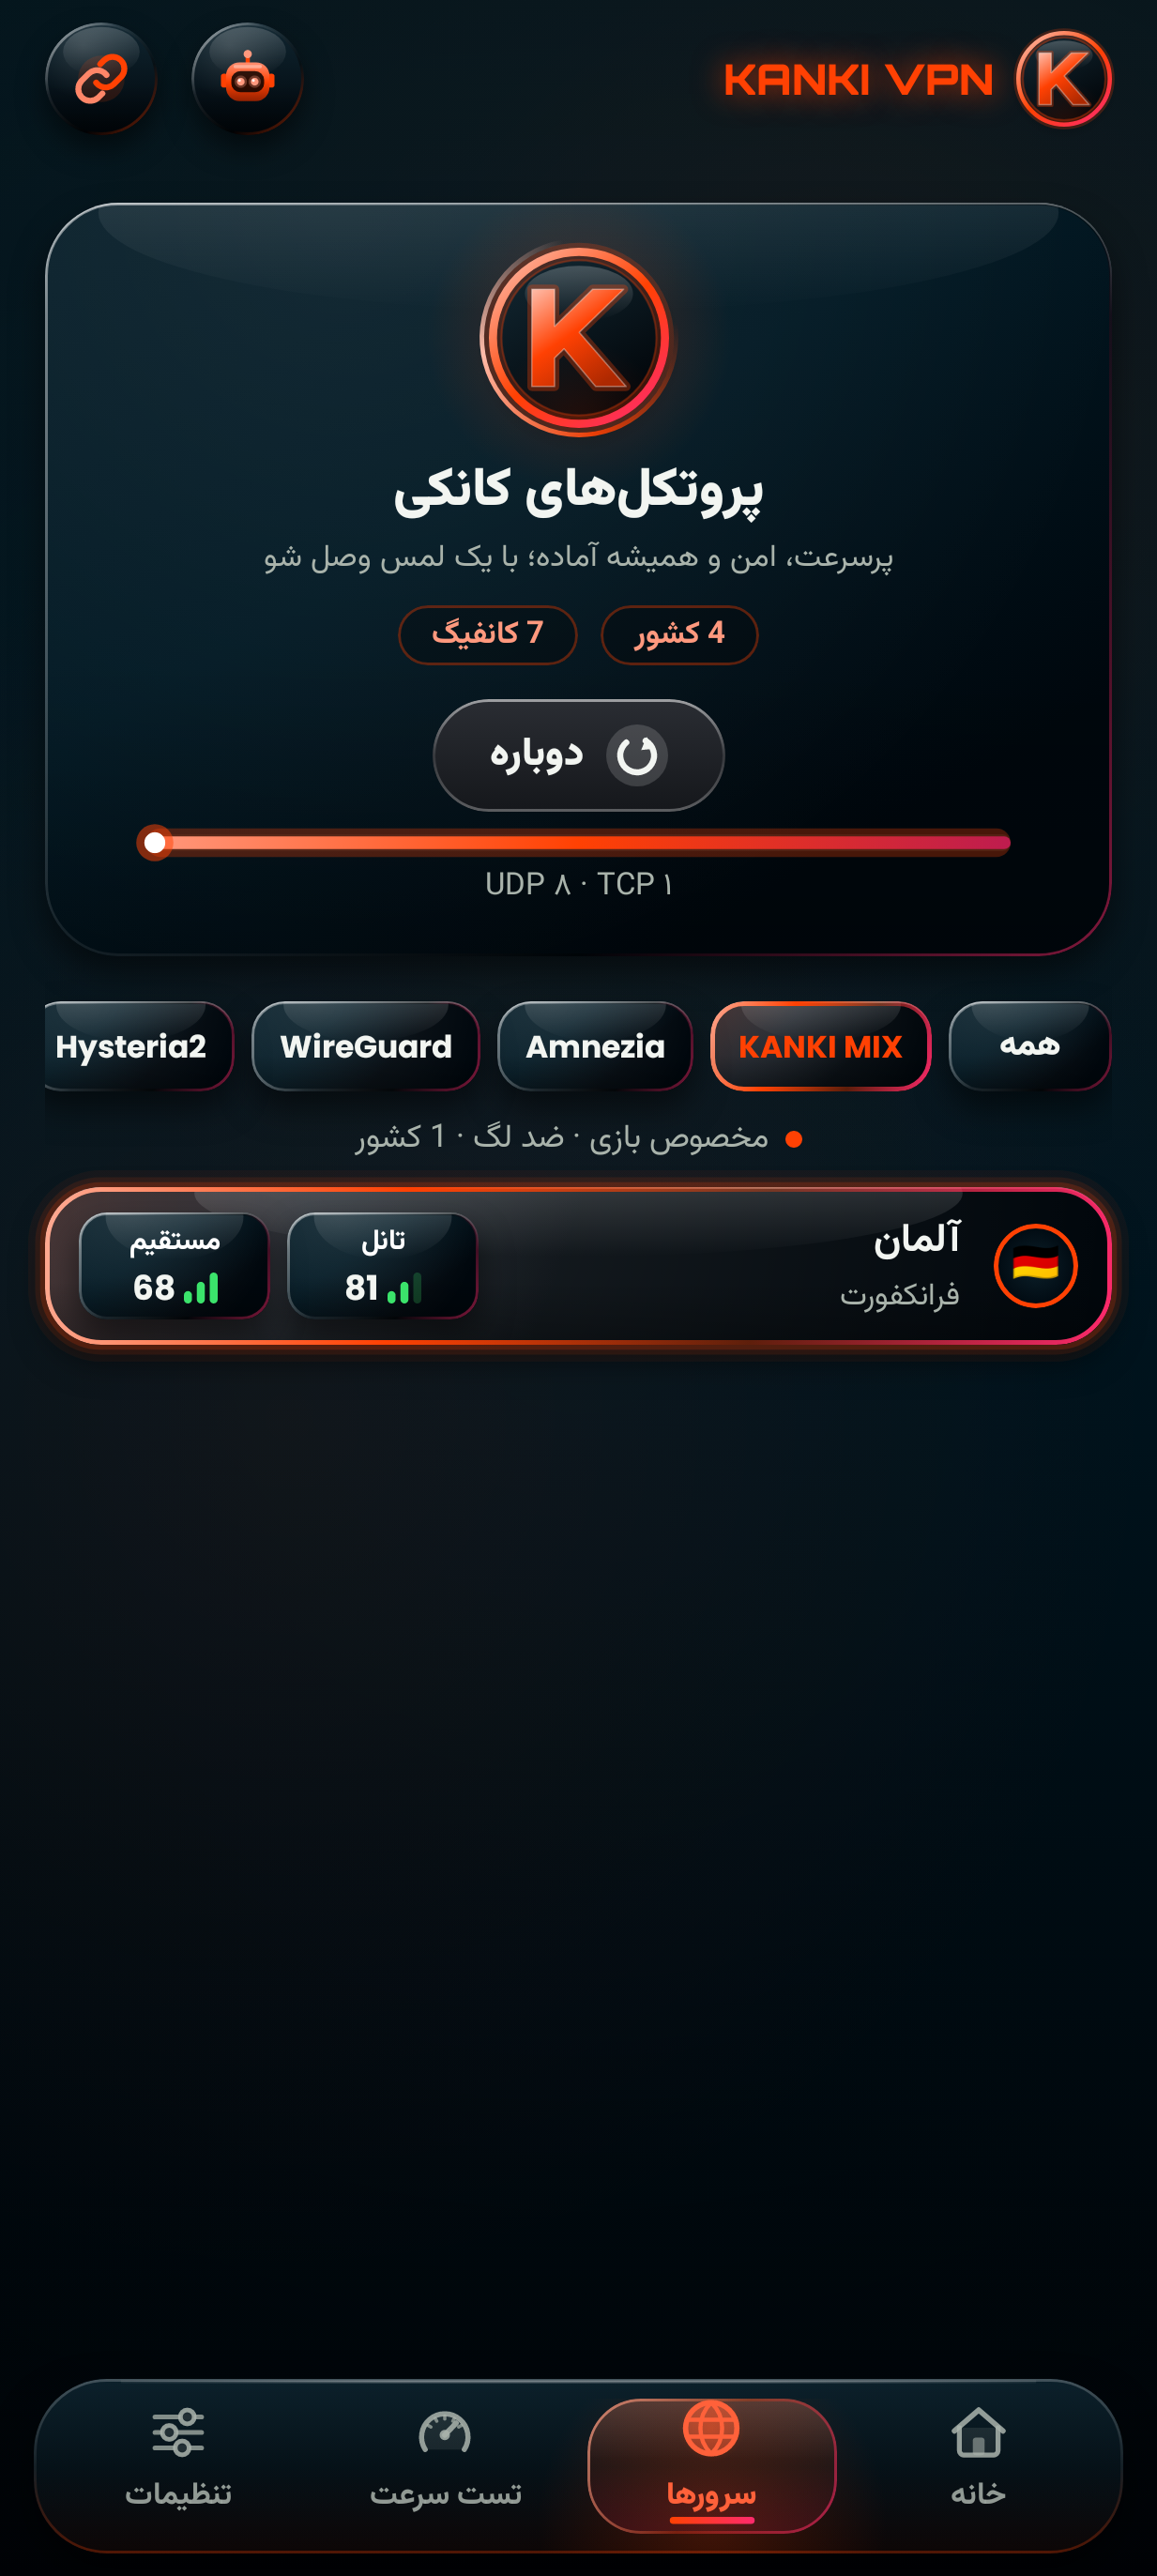 KANKI VPN
K
K
پروتکل‌های کانکی
پرسرعت، امن و همیشه آماده؛ با یک لمس وصل شو
4 کشور
7 کانفیگ
دوباره
UDP ۸ · TCP ۱
همه
KANKI MIX
Amnezia
WireGuard
Hysteria2
مخصوص بازی · ضد لگ · 1 کشور
آلمان
فرانکفورت
تانل
81
مستقیم
68
خانه
سرورها
تست سرعت
تنظیمات